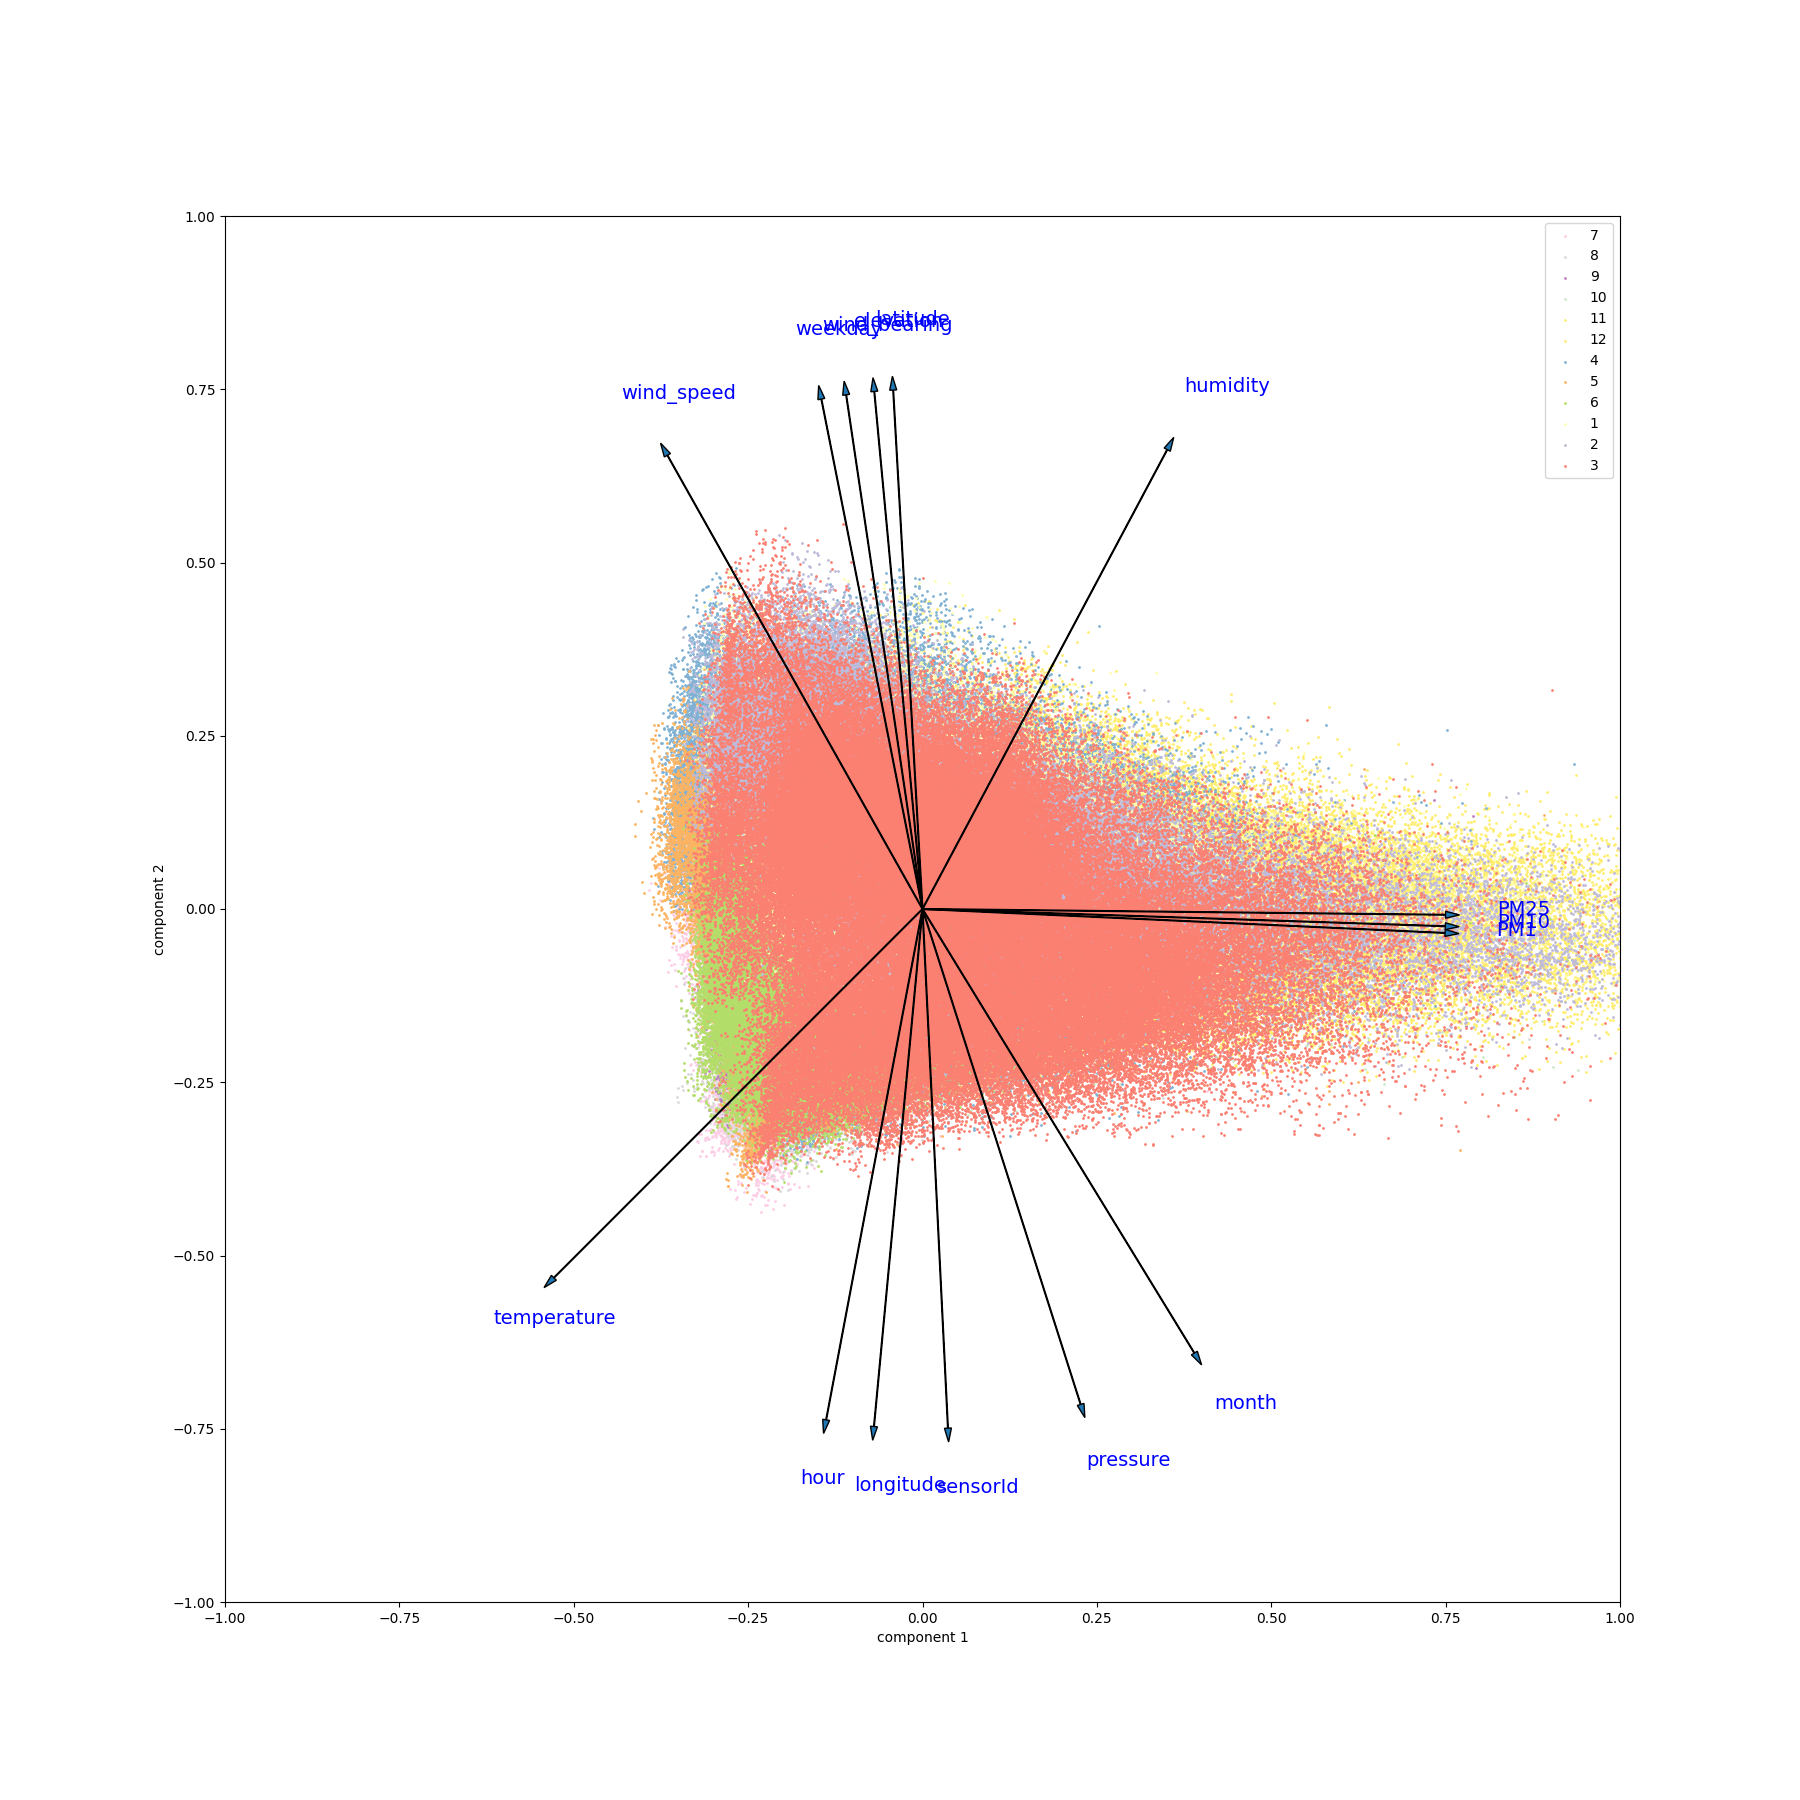 1.00
0.75
0.50
0.25
0.00
−0.25
−0.50
−0.75
−1.00
−1.00
−0.75
−0.50
−0.25
0.00
0.25
0.50
0.75
1.00
component 1
component 2
7
8
9
10
11
12
4
5
6
1
2
3
latitude
elevation
wind_bearing
weekday
wind_speed
humidity
PM25
PM10
PM1
temperature
month
pressure
hour
longitude
sensorId